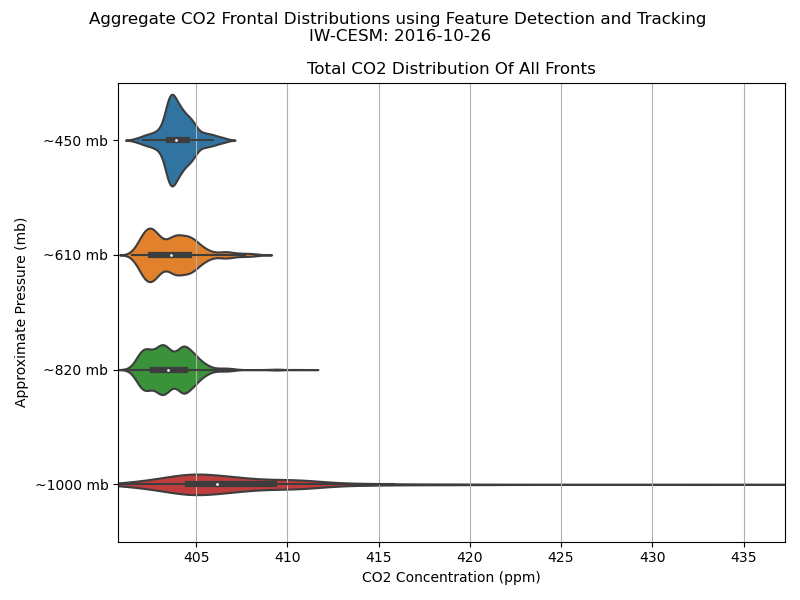 Aggregate CO2 Frontal Distributions using Feature Detection and Tracking
IW-CESM: 2016-10-26
Total CO2 Distribution Of All Fronts
Approximate Pressure (mb)
~450 mb
~610 mb
~820 mb
~1000 mb
405 410 415 420 425 430 435
CO2 Concentration (ppm)